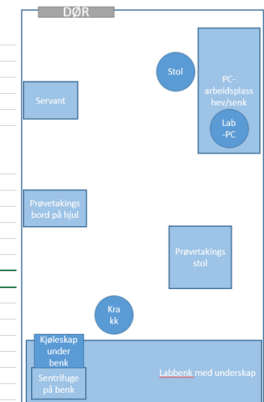 DØR
Stol
PC-
arbeidsplass
hev/senk
Lab
-PC
Servant
Prøvetakings
bord på hjul
Prøvetakings
stol
Kra
kk
Kjøleskap
under
benk
Sentrifuge
på benk
Labbenk med underskap